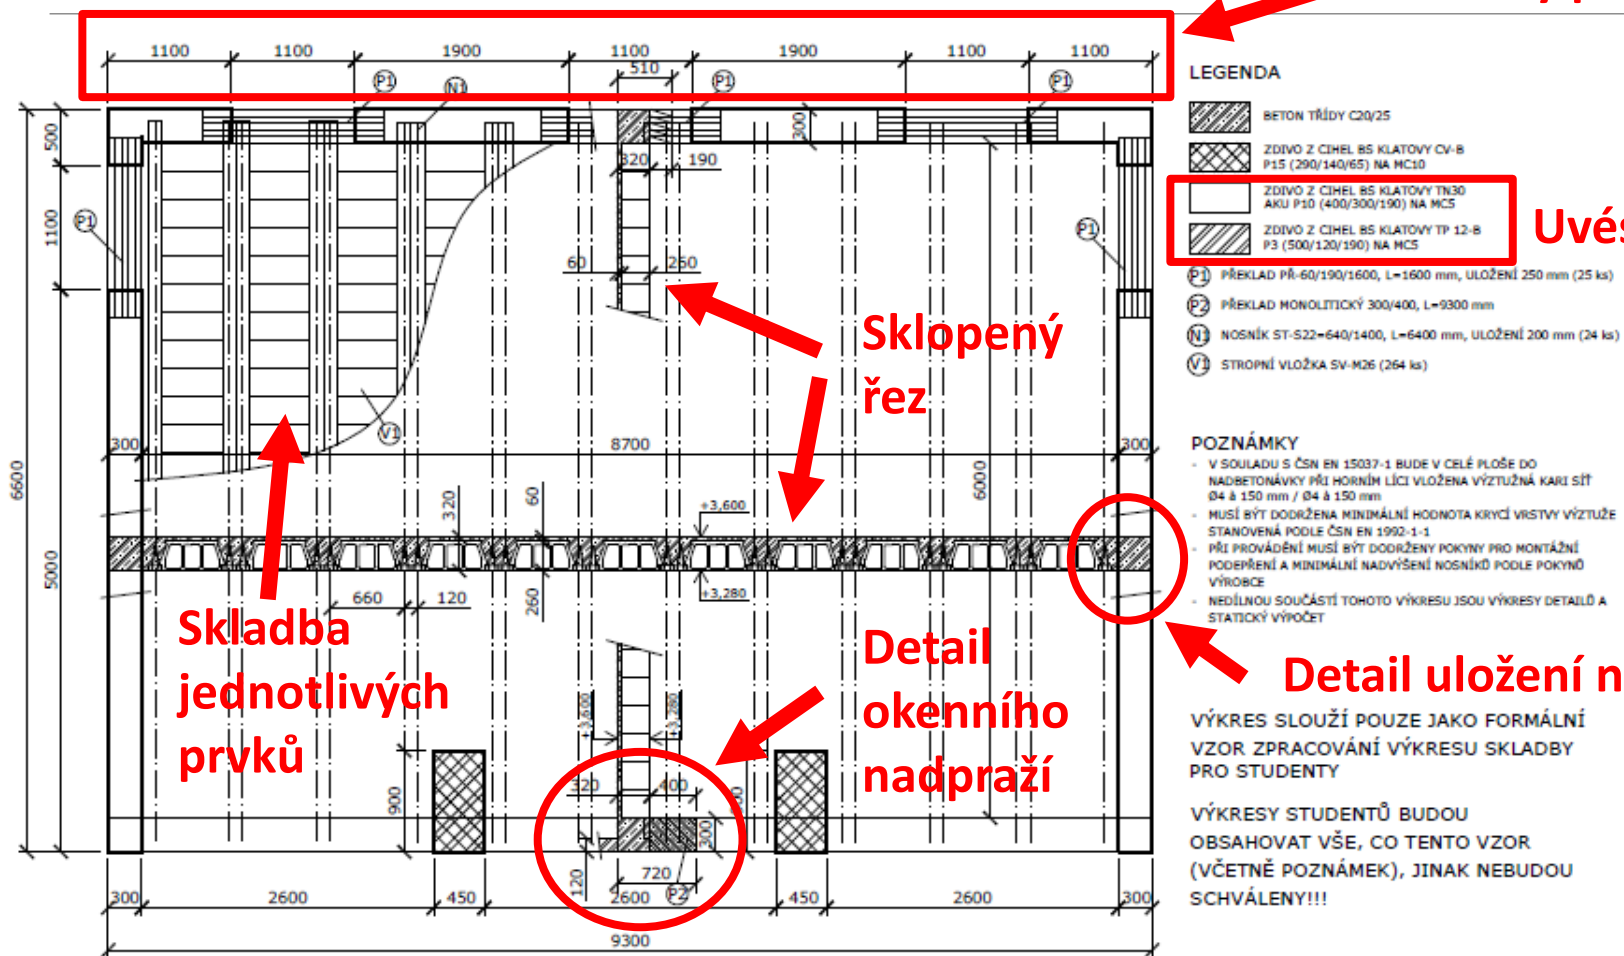 1100 1100 1900 1100 1900 1100 1100
510
P1 N1 P1 P1
500
300
320 190
1100
P1
P1
60 260
Sklopený
řez
V1
300 8700 300
6600
6000
320 60 +3,600
5000
+3,280
660 120 260
Skladba
jednotlivých
prvků
Detail
okenního
nadpraží
+3,600 +3,280
320 400
900
300
120
720
P2
300 2600 450 2600 450 2600 300
9300
LEGENDA
BETON TŘÍDY C20/25
ZDIVO Z CIHEL BS KLATOVY CV-B
P15 (290/140/65) NA MC10
ZDIVO Z CIHEL BS KLATOVY TN30
AKU P10 (400/300/190) NA MC5
ZDIVO Z CIHEL BS KLATOVY TP 12-B
P3 (500/120/190) NA MC5
P1 PŘEKLAD PŘ-60/190/1600, L=1600 mm, ULOŽENÍ 250 mm (25 ks)
P2 PŘEKLAD MONOLITICKÝ 300/400, L=9300 mm
N1 NOSNÍK ST-S22=640/1400, L=6400 mm, ULOŽENÍ 200 mm (24 ks)
V1 STROPNÍ VLOŽKA SV-M26 (264 ks)
POZNÁMKY
- V SOULADU S ČSN EN 15037-1 BUDE V CELÉ PLOŠE DO
NADBETONÁVKY PŘI HORNÍM LÍCI VLOŽENA VÝZTUŽNÁ KARI SÍŤ
Ø4 à 150 mm / Ø4 à 150 mm
- MUSÍ BÝT DODRŽENA MINIMÁLNÍ HODNOTA KRYCÍ VRSTVY VÝZTUŽE
STANOVENÁ PODLE ČSN EN 1992-1-1
- PŘI PROVÁDĚNÍ MUSÍ BÝT DODRŽENY POKYNY PRO MONTÁŽNÍ
PODEPŘENÍ A MINIMÁLNÍ NADVÝŠENÍ NOSNÍKŮ PODLE POKYNŮ
VÝROBCE
- NEDÍLNOU SOUČÁSTÍ TOHOTO VÝKRESU JSOU VÝKRESY DETAILŮ A
STATICKÝ VÝPOČET
Detail uložení n
VÝKRES SLOUŽÍ POUZE JAKO FORMÁLNÍ
VZOR ZPRACOVÁNÍ VÝKRESU SKLADBY
PRO STUDENTY
VÝKRESY STUDENTŮ BUDOU
OBSAHOVAT VŠE, CO TENTO VZOR
(VČETNĚ POZNÁMEK), JINAK NEBUDOU
SCHVÁLENY!!!